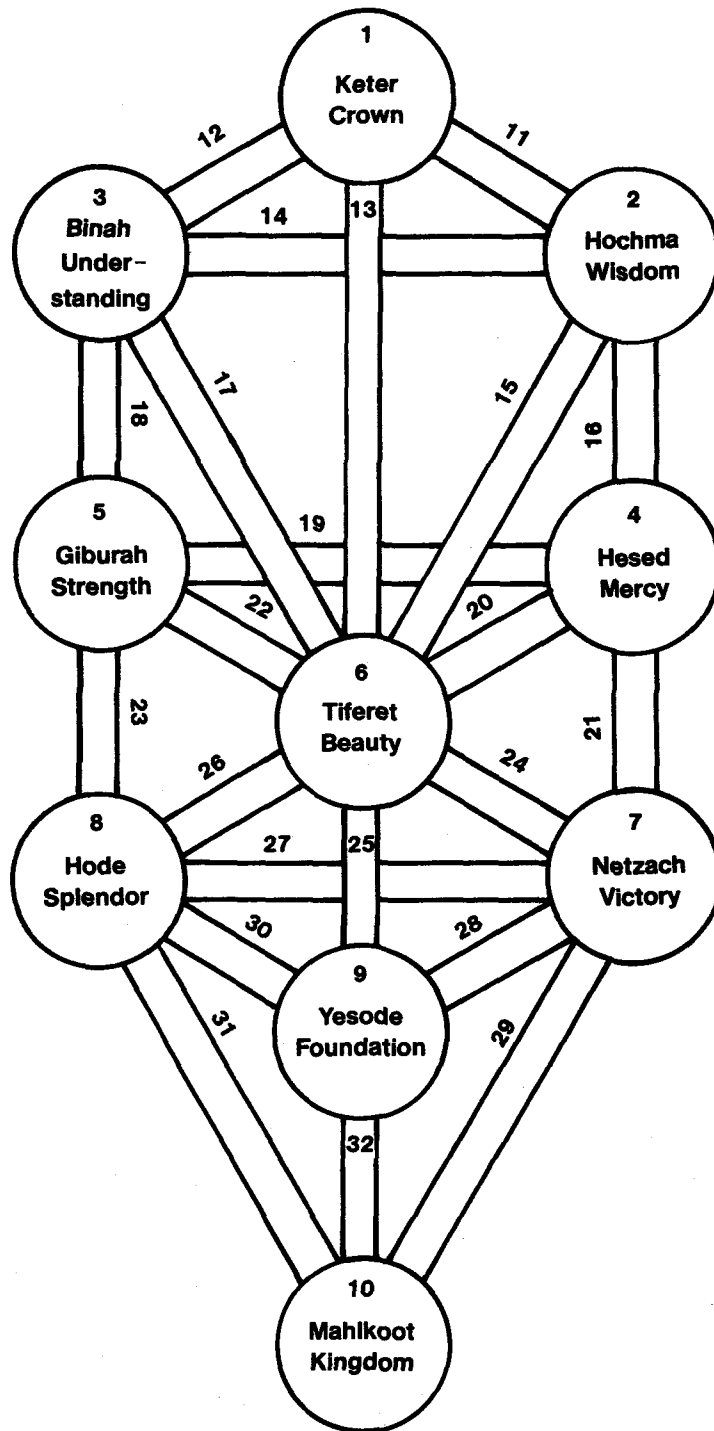 1
Keter
Crown
12
11
13
3
Binah
Under-
standing
14
2
Hochma
Wisdom
17
15
18
16
5
Giburah
Strength
19
4
Hesed
Mercy
22
20
6
Tiferet
Beauty
23
21
26
24
8
Hode
Splendor
27
25
7
Netzach
Victory
30
28
9
Yesode
Foundation
31
29
32
10
Mahlkoot
Kingdom